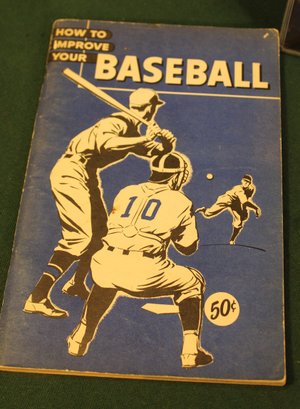 HOW TO
IMPROVE
YOUR
BASEBALL
10
50¢